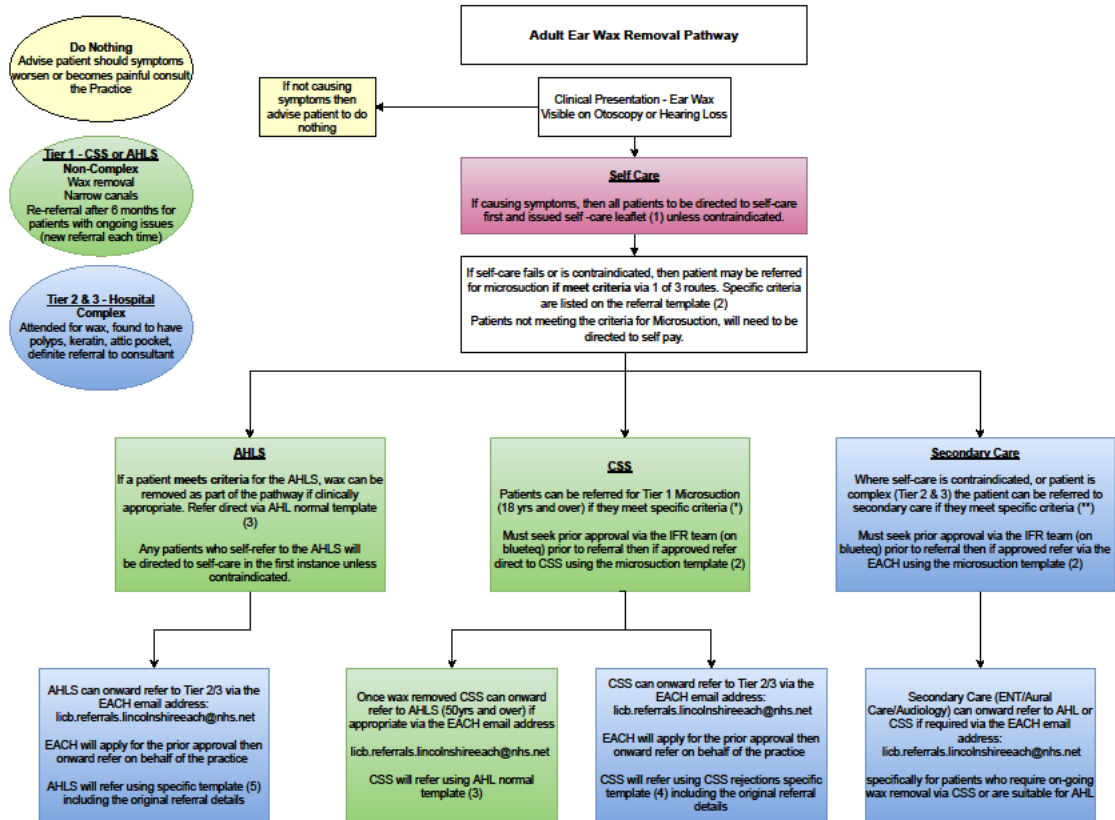 Adult Ear Wax Removal Pathway
Do Nothing
Advise patient should symptoms
worsen or becomes painful consult
the Practice
If not causing
symptoms then
advise patient to do
nothing
Clinical Presentation - Ear Wax
Visible on Otoscopy or Hearing Loss
Tier 1 - CSS or AHLS
Non-Complex
Wax removal
Narrow canals
Re-referral after 6 months for
patients with ongoing issues
(new referral each time)
Self Care
If causing symptoms, then all patients to be directed to self-care
first and issued self -care leaflet (1) unless contraindicated.
Tier 2 & 3 - Hospital
Complex
Attended for wax, found to have
polyps, keratin, attic pocket,
definite referral to consultant
If self-care fails or is contraindicated, then patient may be referred
for microsuction if meet criteria via 1 of 3 routes. Specific criteria
are listed on the referral template (2)
Patients not meeting the criteria for Microsuction, will need to be
directed to self pay.
AHLS
If a patient meets criteria for the AHLS, wax can be
removed as part of the pathway if clinically
appropriate. Refer direct via AHL normal template
(3)
Any patients who self-refer to the AHLS will
be directed to self-care in the first instance unless
contraindicated.
CSS
Patients can be referred for Tier 1 Microsuction
(18 yrs and over) if they meet specific criteria (*)
Must seek prior approval via the IFR team (on
blueteq) prior to referral then if approved refer
direct to CSS using the microsuction template (2)
Secondary Care
Where self-care is contraindicated, or patient is
complex (Tier 2 & 3) the patient can be referred to
secondary care if they meet specific criteria (**)
Must seek prior approval via the IFR team (on
blueteq) prior to referral then if approved refer via the
EACH using the microsuction template (2)
AHLS can onward refer to Tier 2/3 via the
EACH email address:
licb.referrals.lincolnshireeach@nhs.net
EACH will apply for the prior approval then
onward refer on behalf of the practice
AHLS will refer using specific template (5)
including the original referral details
Once wax removed CSS can onward
refer to AHLS (50yrs and over) if
appropriate via the EACH email address
licb.referrals.lincolnshireeach@nhs.net
CSS will refer using AHL normal
template (3)
CSS can onward refer to Tier 2/3 via the
EACH email address:
licb.referrals.lincolnshireeach@nhs.net
EACH will apply for the prior approval then
onward refer on behalf of the practice
CSS will refer using CSS rejections specific
template (4) including the original referral
details
Secondary Care (ENT/Aural
Care/Audiology) can onward refer to AHL or
CSS if required via the EACH email
address:
licb.referrals.lincolnshireeach@nhs.net
specifically for patients who require on-going
wax removal via CSS or are suitable for AHL